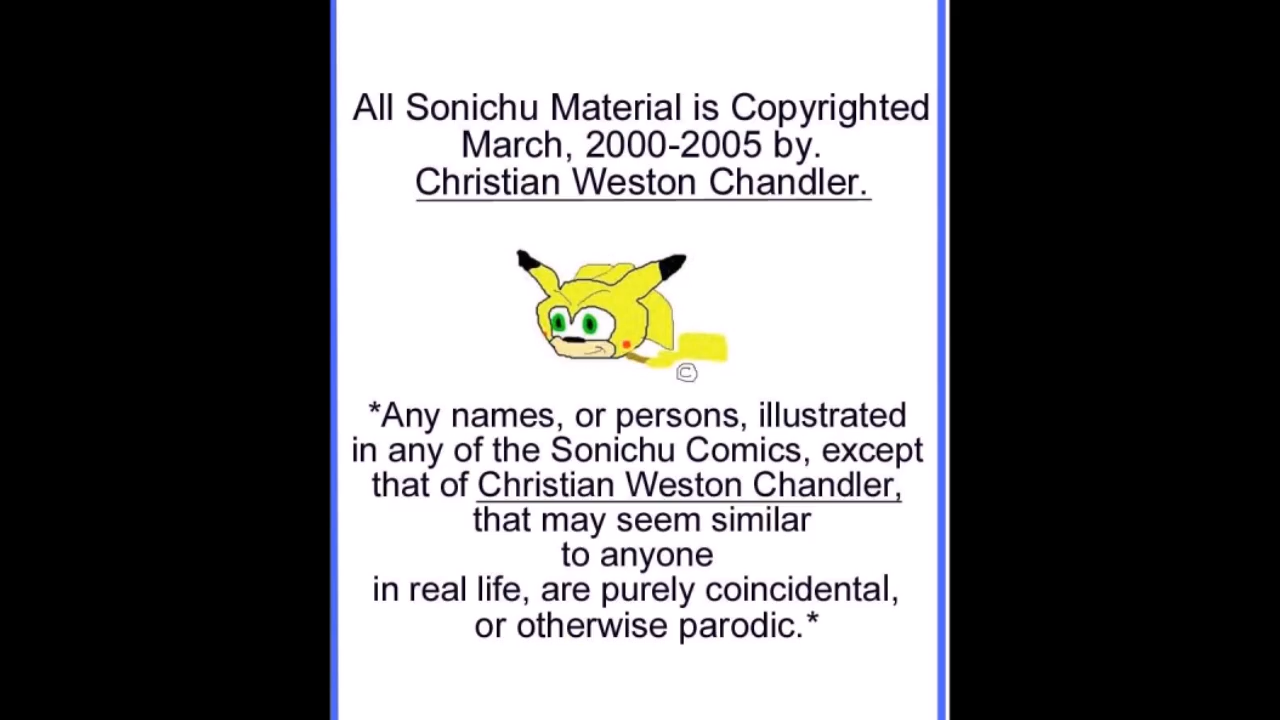 All Sonichu Material is Copyrighted
March, 2000-2005 by.
Christian Weston Chandler.
©
*Any names, or persons, illustrated
in any of the Sonichu Comics, except
that of Christian Weston Chandler,
that may seem similar
to anyone
in real life, are purely coincidental,
or otherwise parodic.*